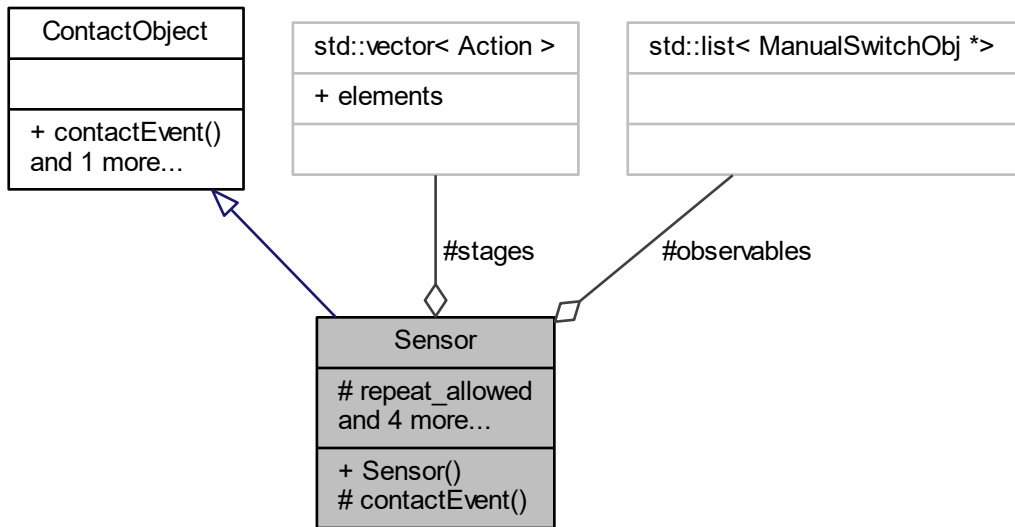 ContactObject
+ contactEvent()
and 1 more...
std::vector< Action >
+ elements
std::list< ManualSwitchObj *>
#stages
#observables
Sensor
# repeat_allowed
and 4 more...
+ Sensor()
# contactEvent()